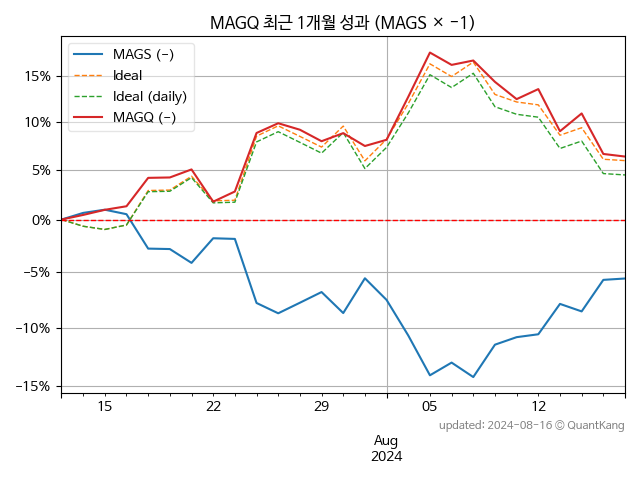 MAGQ 최근 1개월 성과 (MAGS × −1)
MAGS (−)
Ideal
Ideal (daily)
MAGQ (−)
15%
10%
5%
0%
−5%
−10%
−15%
15
22
29
05
12
Aug
2024
updated: 2024-08-16 © QuantKang